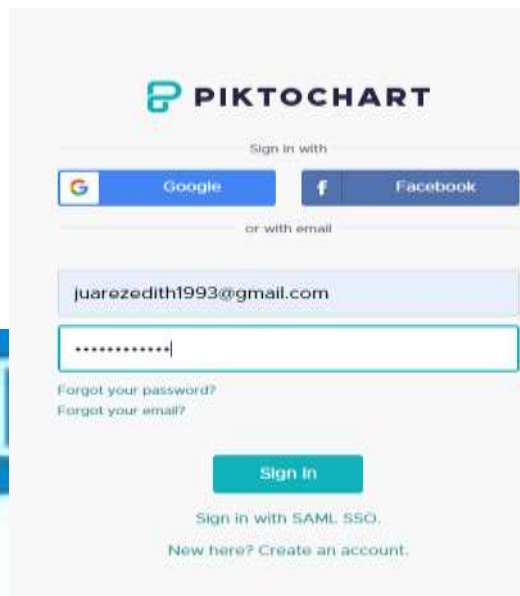 PIKTOCHART
Sign in with
Google
Facebook
or with email
juarezedith1993@gmail.com
••••••••••••
Forgot your password?
Forgot your email?
Sign In
Sign in with SAML SSO.
New here? Create an account.